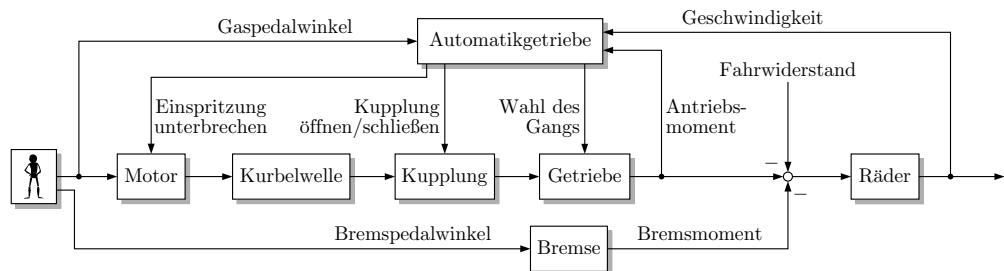 Gaspedalwinkel
Automatikgetriebe
Geschwindigkeit
Fahrwiderstand
Einspritzung
unterbrechen
Kupplung
öffnen/schließen
Wahl des
Gangs
Antriebs-
moment
Motor
Kurbelwelle
Kupplung
Getriebe
−
−
Räder
Bremspedalwinkel
Bremse
Bremsmoment